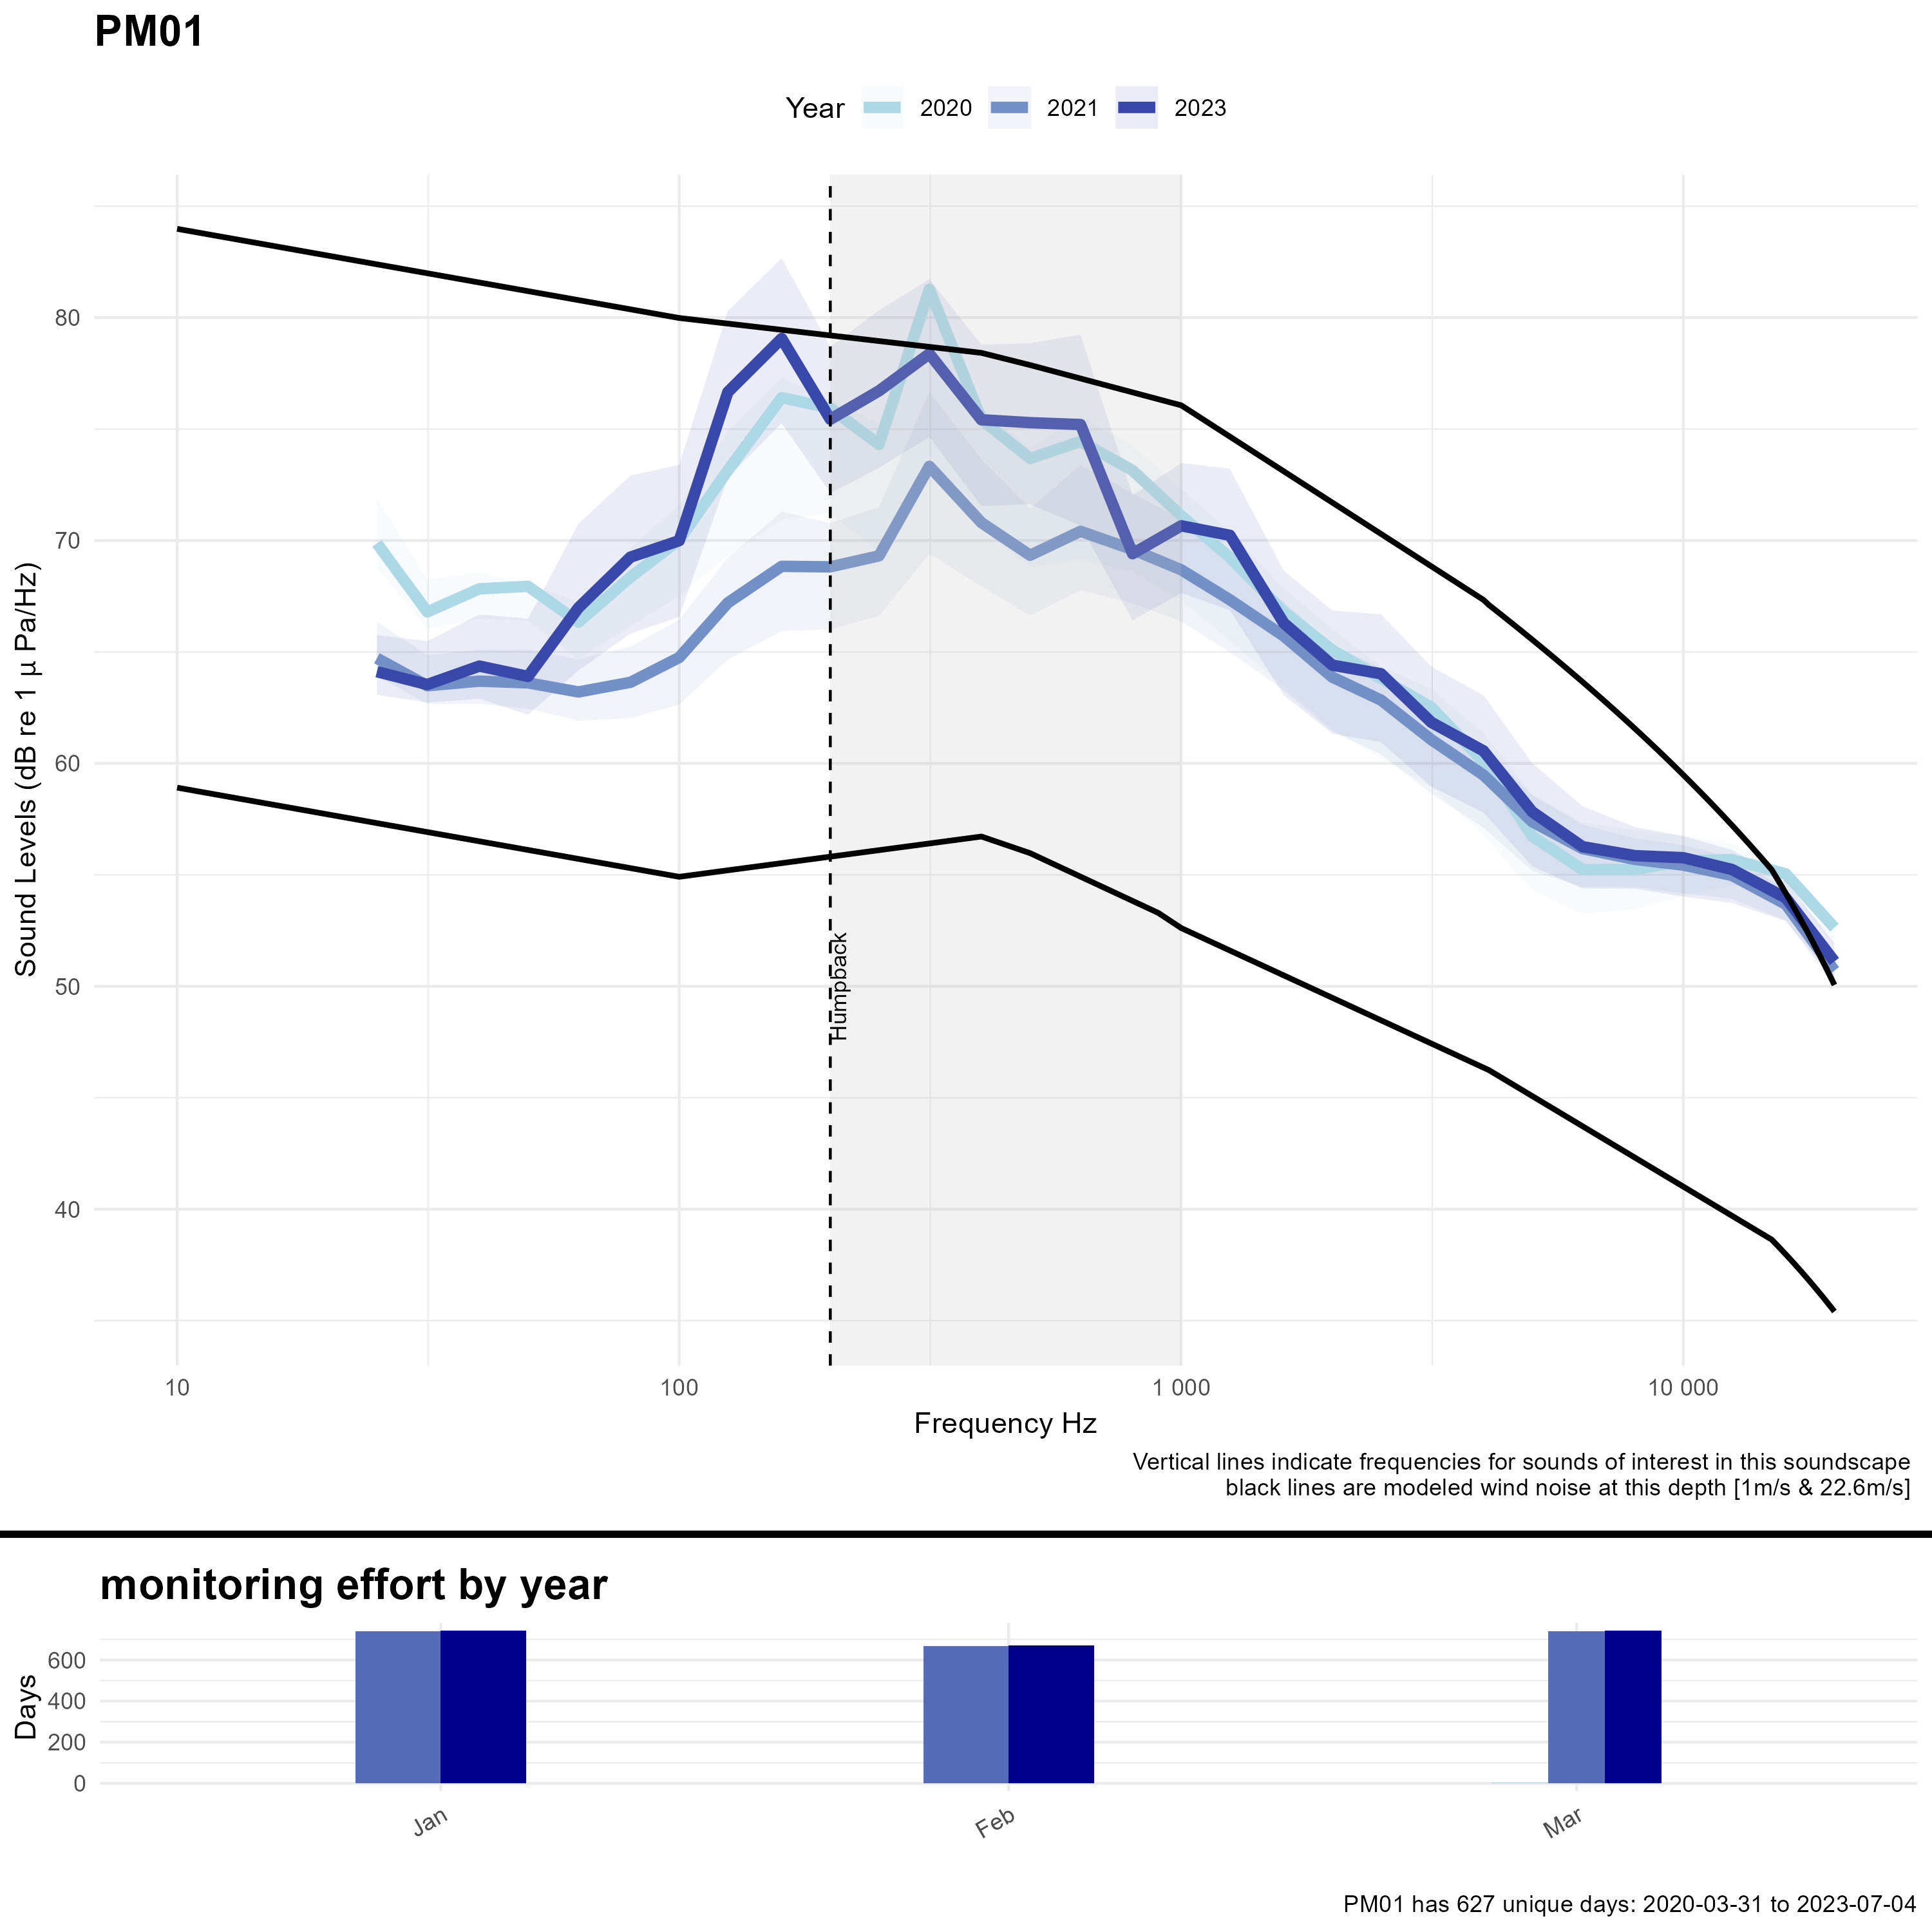 PM01
Year 2020 2021 2023
Sound Levels (dB re 1 µ Pa/Hz)
80
70
60
50
40
Humpback
10 100 1 000 10 000
Frequency Hz
Vertical lines indicate frequencies for sounds of interest in this soundscape
black lines are modeled wind noise at this depth [1m/s & 22.6m/s]
monitoring effort by year
Days
600
400
200
0
Jan Feb Mar
PM01 has 627 unique days: 2020-03-31 to 2023-07-04